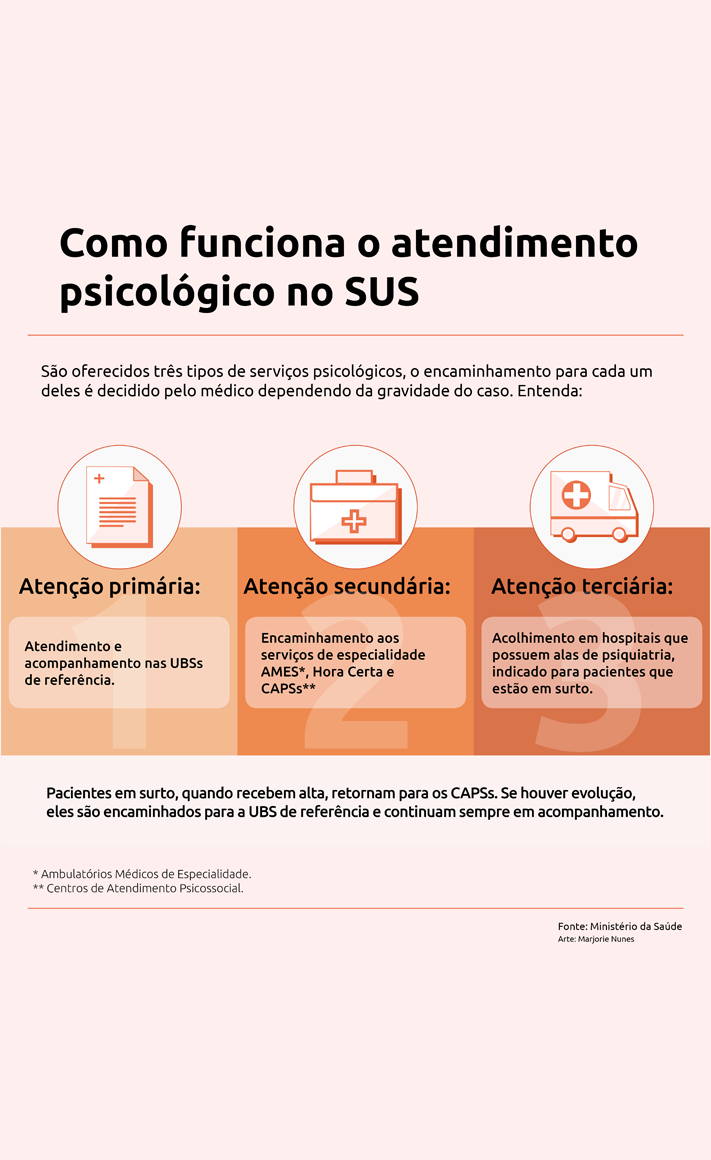 Como funciona o atendimento
psicológico no SUS
São oferecidos três tipos de serviços psicológicos, o encaminhamento para cada um
deles é decidido pelo médico dependendo da gravidade do caso. Entenda:
Atenção primária:
1
Atendimento e
acompanhamento nas UBSs
de referência.
Atenção secundária:
2
Encaminhamento aos
serviços de especialidade
AMES*, Hora Certa e
CAPSs**
Atenção terciária:
3
Acolhimento em hospitais que
possuem alas de psiquiatria,
indicado para pacientes que
estão em surto.
Pacientes em surto, quando recebem alta, retornam para os CAPSs. Se houver evolução,
eles são encaminhados para a UBS de referência e continuam sempre em acompanhamento.
* Ambulatórios Médicos de Especialidade.
** Centros de Atendimento Psicossocial.
Fonte: Ministério da Saúde
Arte: Marjorie Nunes